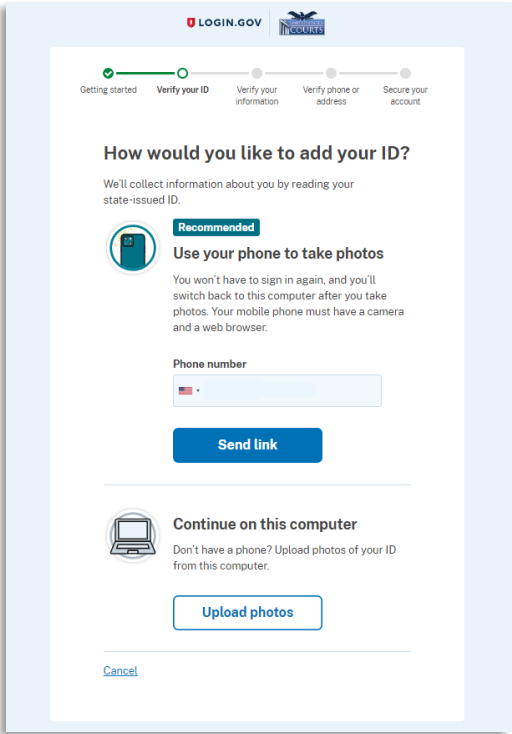 LOGIN.GOV
COURTS
Getting started
Verify your ID
Verify your
information
Verify phone or
address
Secure your
account
How would you like to add your ID?
We'll collect information about you by reading your
state-issued ID.
Recommended
Use your phone to take photos
You won't have to sign in again, and you'll
switch back to this computer after you take
photos. Your mobile phone must have a camera
and a web browser.
Phone number
Send link
Continue on this computer
Don't have a phone? Upload photos of your ID
from this computer.
Upload photos
Cancel